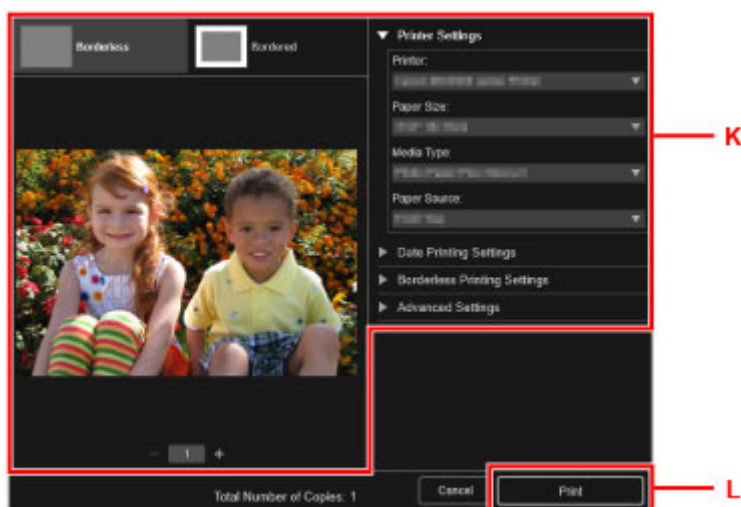 Borderless
Bordered
Printer Settings
Printer:
Paper Size:
Media Type:
Paper Source:
Date Printing Settings
Borderless Printing Settings
Advanced Settings
K
1
Total Number of Copies: 1
Cancel
Print
L